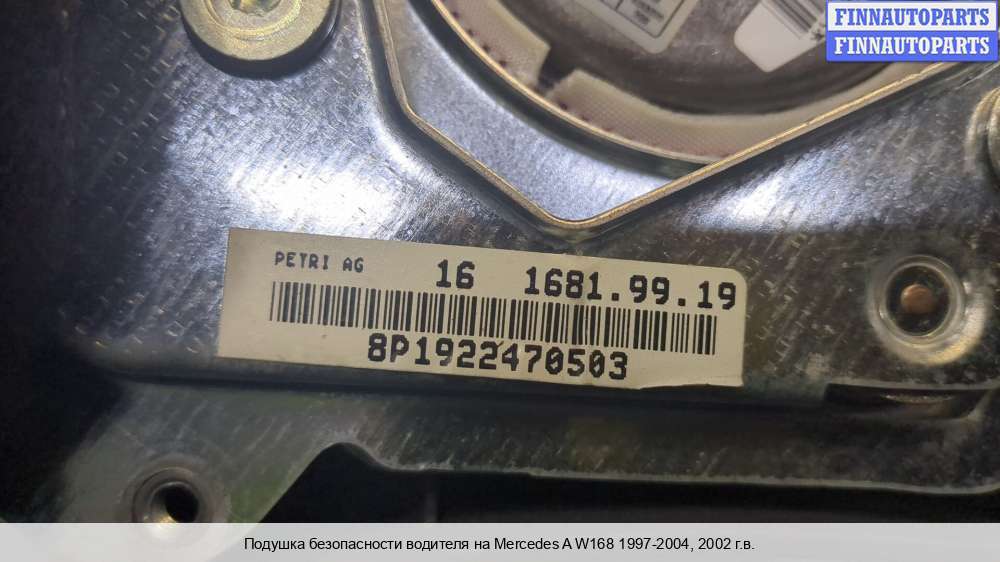 FINNAUTOPARTS
FINNAUTOPARTS
PETRI AG 16 1681.99.19
8P1922470503
Подушка безопасности водителя на Mercedes A W168 1997-2004, 2002 г.в.